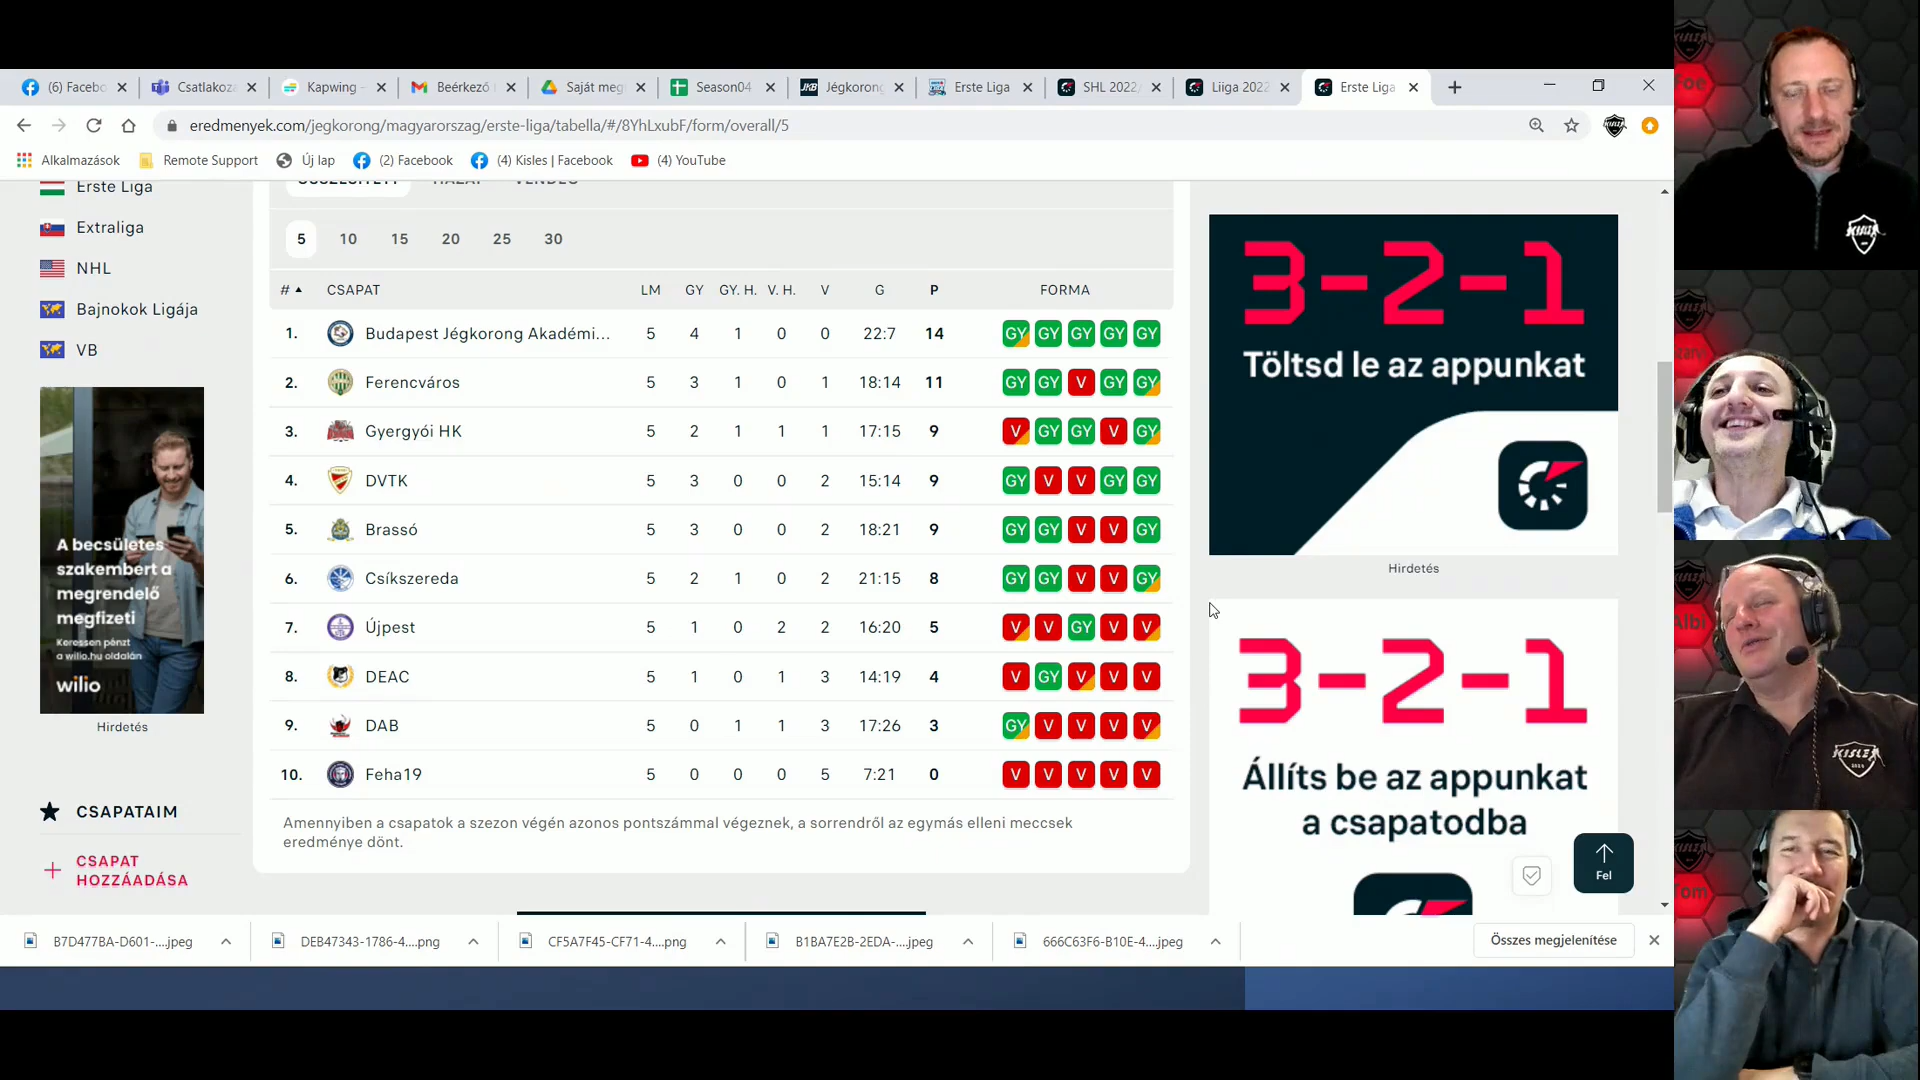 (6) Facebo
Csatlakoz
Kapwing
Beérkező
Saját meg
Season04
Jégkorong
Erste Liga
SHL 2022
Liiga 2022
Erste Liga
eredmenyek.com/jegkorong/magyarorszag/erste-liga/tabella/#/8YhLxubF/form/overall/5
Alkalmazások
Remote Support
Új lap
(2) Facebook
(4) Kisles | Facebook
(4) YouTube
Erste Liga
Extraliga
NHL
Bajnokok Ligája
VB
A becsületes
szakembert a
megrendelő
megfizeti
Keressen pénzt
a wilio.hu oldalán
wilio
Hirdetés
CSAPATAIM
CSAPAT
HOZZÁADÁSA
ÖSSZESÍTETT HAZAI VENDÉG
5 10 15 20 25 30
# CSAPAT LM GY GY. H. V. H. V G P FORMA
1. Budapest Jégkorong Akadémi... 5 4 1 0 0 22:7 14 GY GY GY GY GY
2. Ferencváros 5 3 1 0 1 18:14 11 GY GY V GY GY
3. Gyergyói HK 5 2 1 1 1 17:15 9 V GY GY V GY
4. DVTK 5 3 0 0 2 15:14 9 GY V V GY GY
5. Brassó 5 3 0 0 2 18:21 9 GY GY V V GY
6. Csíkszereda 5 2 1 0 2 21:15 8 GY GY V V GY
7. Újpest 5 1 0 2 2 16:20 5 V V GY V V
8. DEAC 5 1 0 1 3 14:19 4 V GY V V V
9. DAB 5 0 1 1 3 17:26 3 GY V V V V
10. Feha19 5 0 0 0 5 7:21 0 V V V V V
Amennyiben a csapatok a szezon végén azonos pontszámmal végeznek, a sorrendről az egymás elleni meccsek
eredménye dönt.
3-2-1
Töltsd le az appunkat
Hirdetés
3-2-1
Állíts be az appunkat
a csapatodba
Fel
B7D477BA-D601-....jpeg
DEB47343-1786-4....png
CF5A7F45-CF71-4....png
B1BA7E2B-2EDA-....jpeg
666C63F6-B10E-4....jpeg
Összes megjelenítése
KISLES
Albi
KISLES
Tom